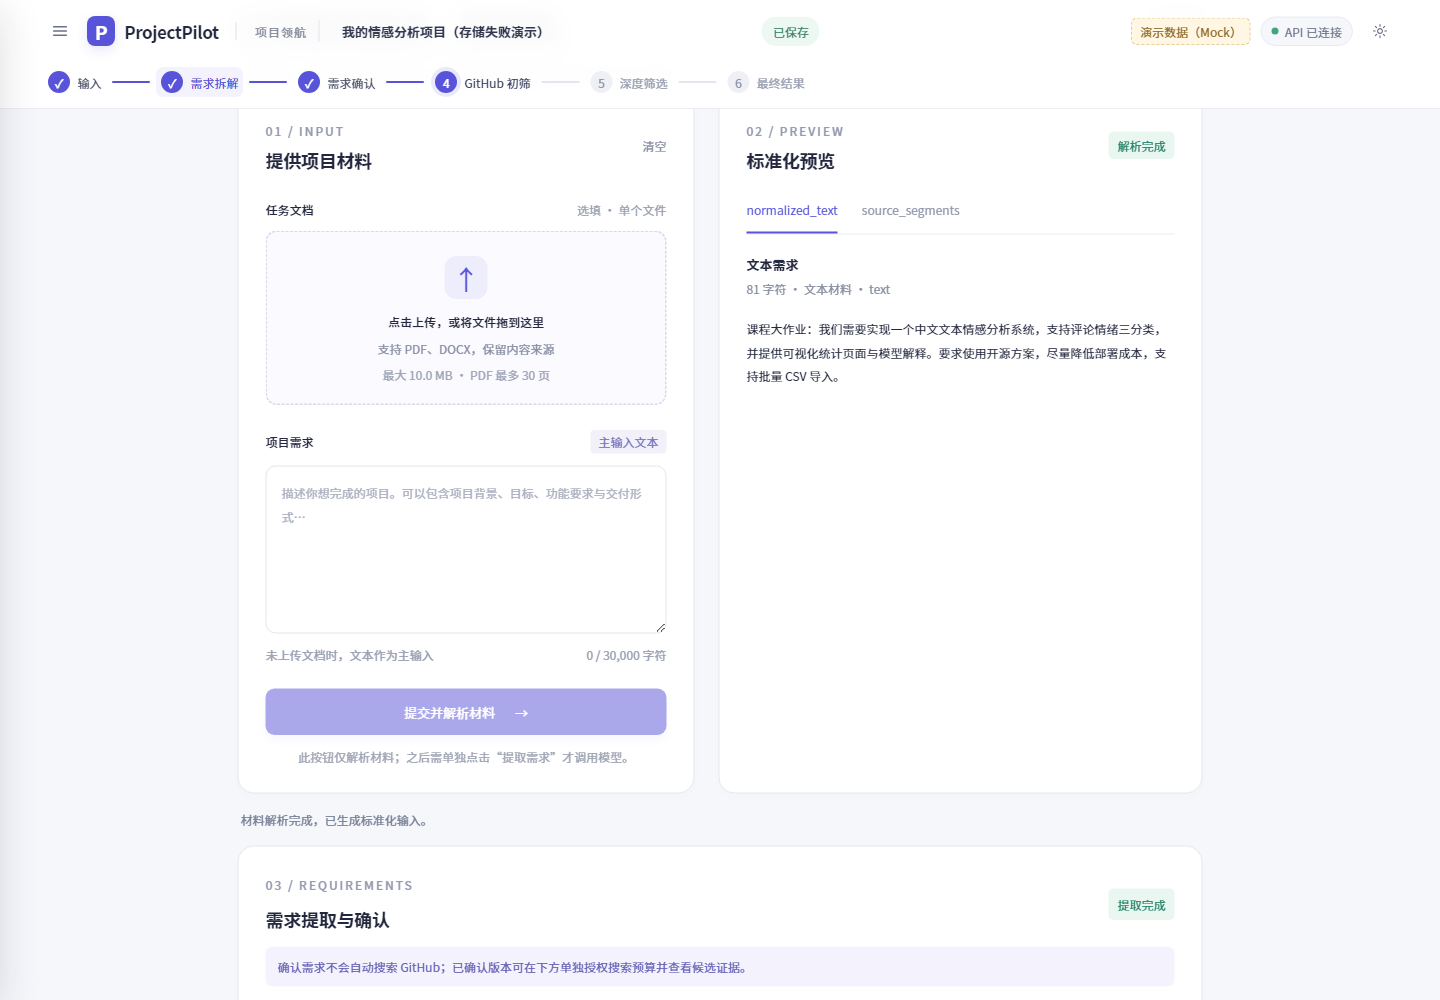 P ProjectPilot 项目领航 我的情感分析项目（存储失败演示） 已保存 演示数据（Mock） API 已连接
✓ 输入 ✓ 需求拆解 ✓ 需求确认 4 GitHub 初筛 5 深度筛选 6 最终结果
01 / INPUT
提供项目材料
清空
任务文档 选填 · 单个文件
↑
点击上传，或将文件拖到这里
支持 PDF、DOCX，保留内容来源
最大 10.0 MB · PDF 最多 30 页
项目需求 主输入文本
描述你想完成的项目。可以包含项目背景、目标、功能要求与交付形
式…
未上传文档时，文本作为主输入 0 / 30,000 字符
提交并解析材料 →
此按钮仅解析材料；之后需单独点击“提取需求”才调用模型。
02 / PREVIEW
标准化预览
解析完成
normalized_text source_segments
文本需求
81 字符 · 文本材料 · text
课程大作业：我们需要实现一个中文文本情感分析系统，支持评论情绪三分类，
并提供可视化统计页面与模型解释。要求使用开源方案，尽量降低部署成本，支
持批量 CSV 导入。
材料解析完成，已生成标准化输入。
03 / REQUIREMENTS
需求提取与确认
提取完成
确认需求不会自动搜索 GitHub；已确认版本可在下方单独授权搜索预算并查看候选证据。